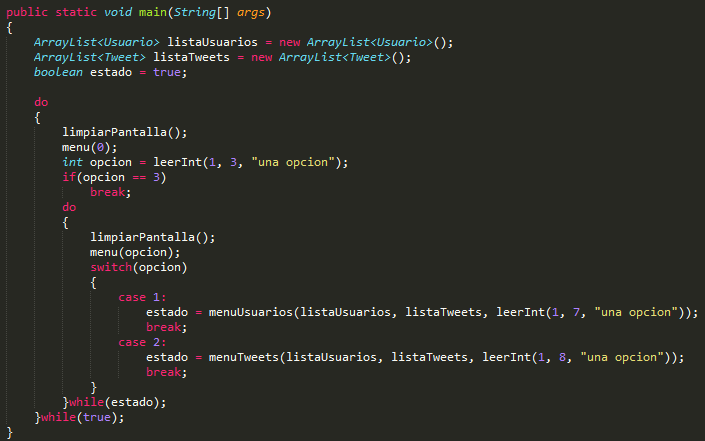 public static void main(String[] args)
{
    ArrayList<Usuario> listaUsuarios = new ArrayList<Usuario>();
    ArrayList<Tweet> listaTweets = new ArrayList<Tweet>();
    boolean estado = true;

    do
    {
        limpiarPantalla();
        menu(0);
        int opcion = leerInt(1, 3, "una opcion");
        if(opcion == 3)
            break;
        do
        {
            limpiarPantalla();
            menu(opcion);
            switch(opcion)
            {
                case 1:
                    estado = menuUsuarios(listaUsuarios, listaTweets, leerInt(1, 7, "una opcion"));
                    break;
                case 2:
                    estado = menuTweets(listaUsuarios, listaTweets, leerInt(1, 8, "una opcion"));
                    break;
            }
        }while(estado);
    }while(true);
}